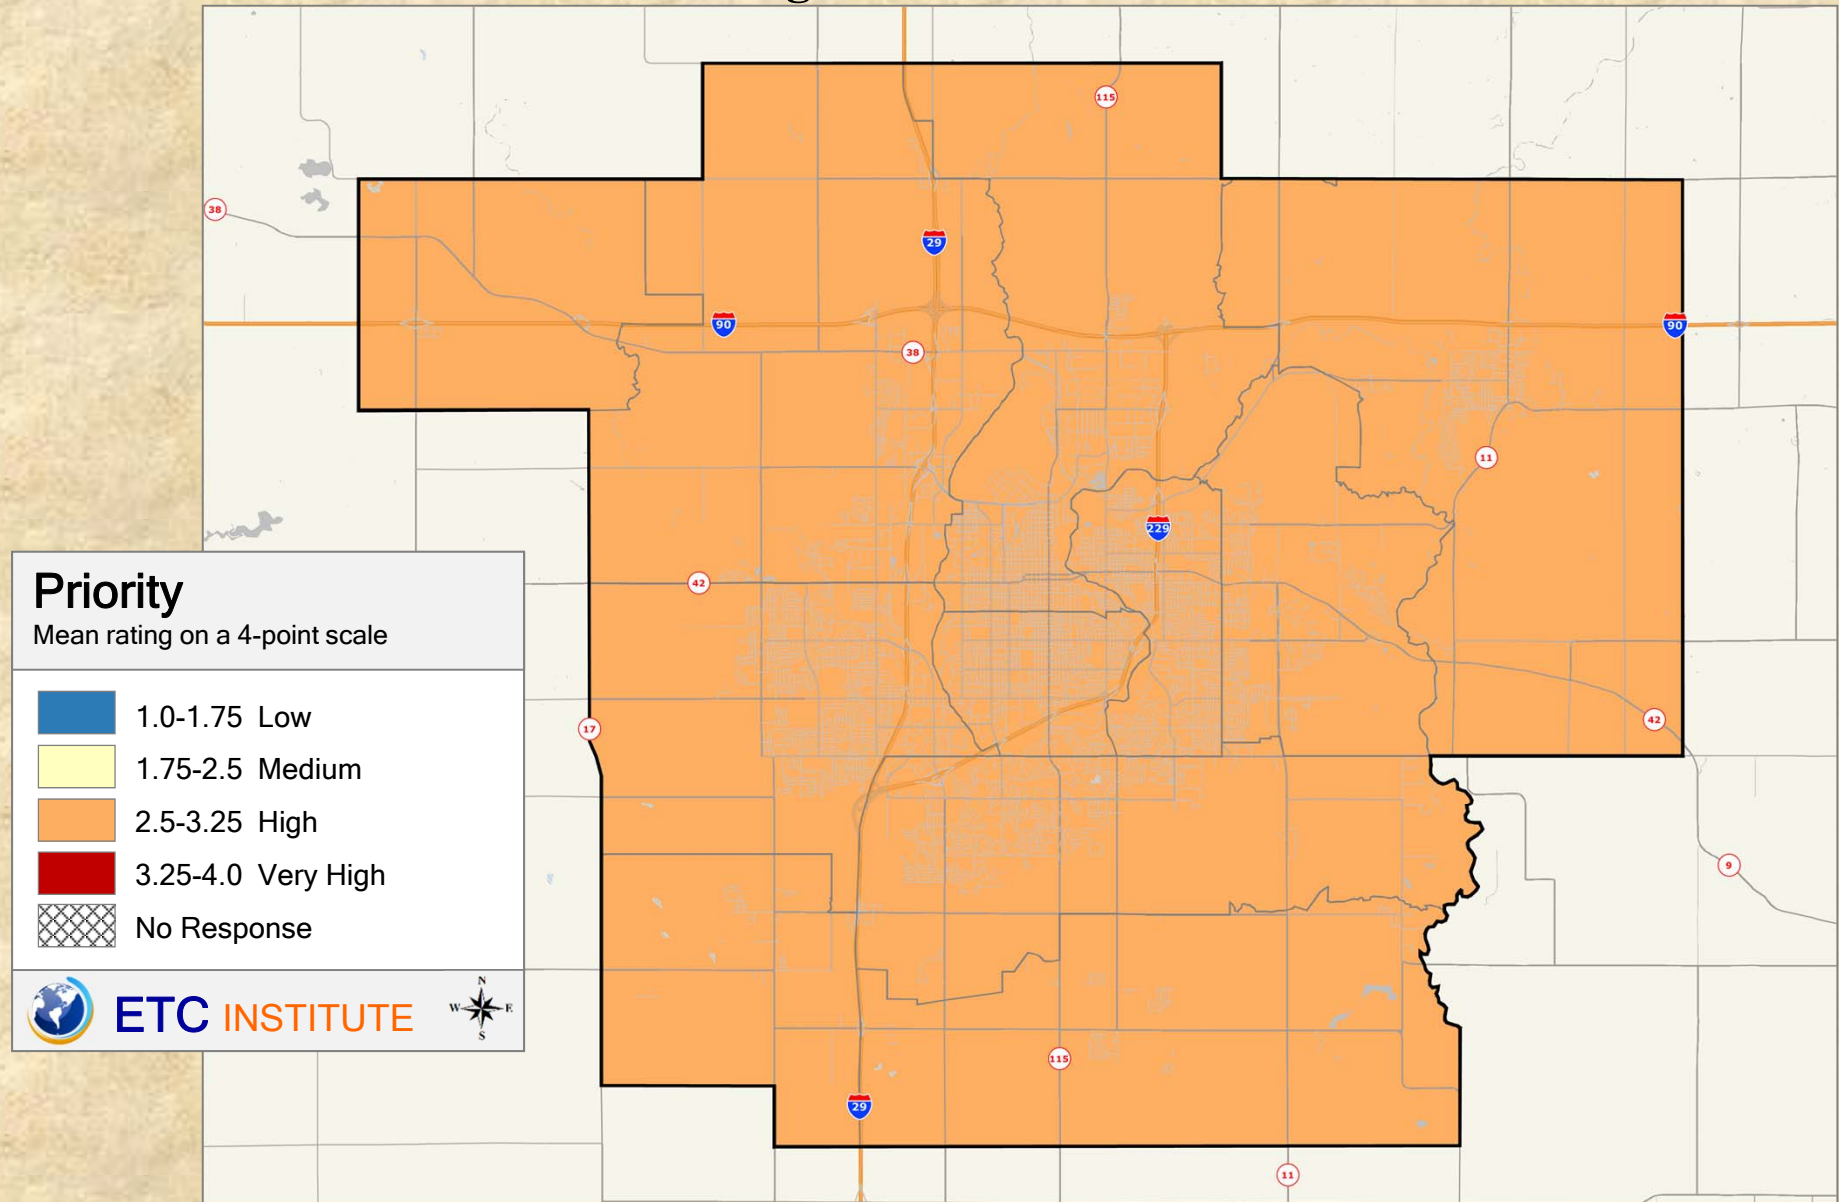 115
38
29
90
90
38
11
229
42
Priority
Mean rating on a 4-point scale
1.0-1.75 Low
1.75-2.5 Medium
2.5-3.25 High
3.25-4.0 Very High
No Response
ETC INSTITUTE
N
W E
S
17
42
9
115
29
11